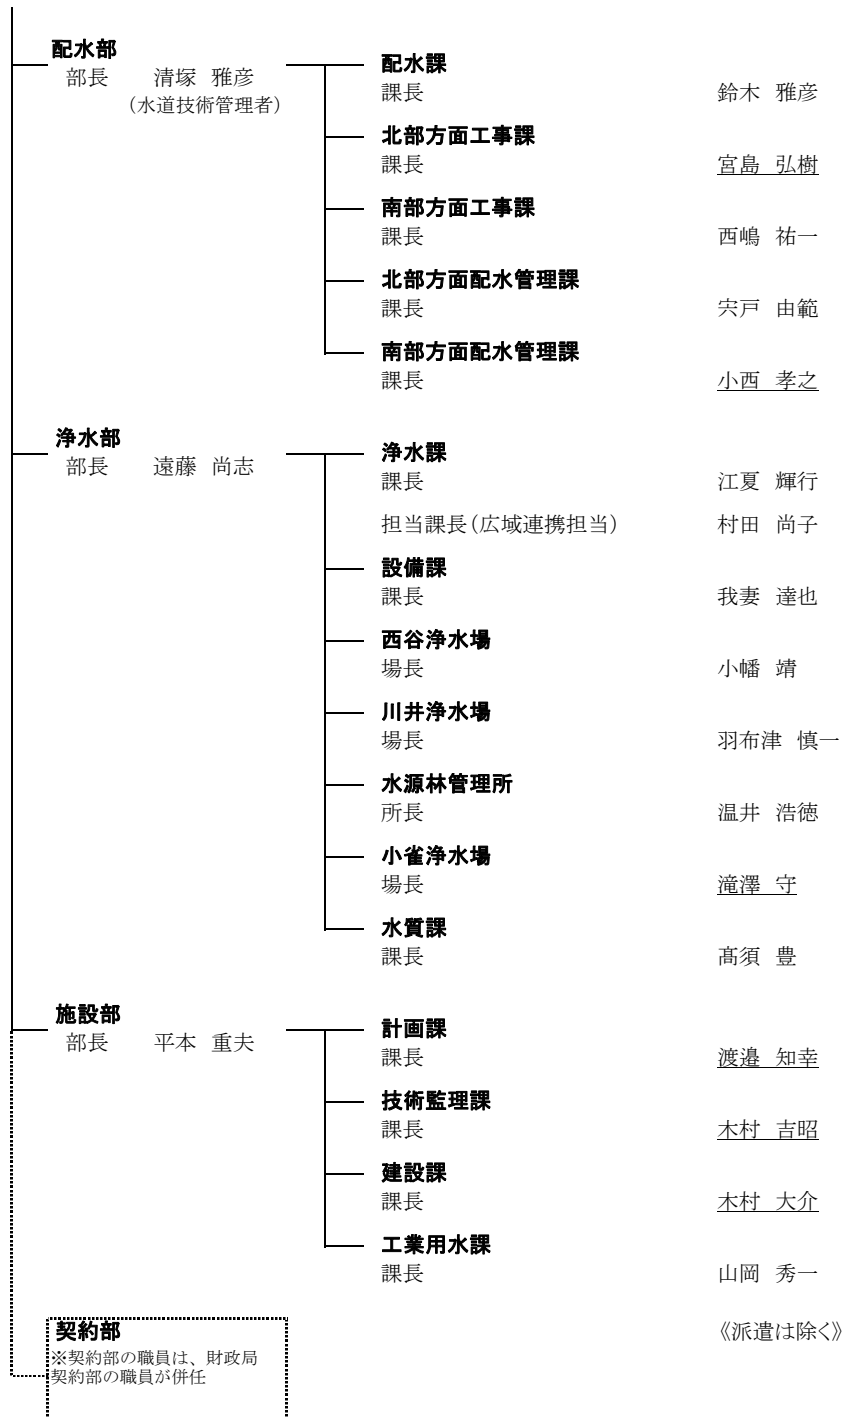 配水部
部長 清塚 雅彦
（水道技術管理者）
配水課
課長 鈴木 雅彦
北部方面工事課
課長 宮島 弘樹
南部方面工事課
課長 西嶋 祐一
北部方面配水管理課
課長 宍戸 由範
南部方面配水管理課
課長 小西 孝之
浄水部
部長 遠藤 尚志
浄水課
課長 江夏 輝行
担当課長（広域連携担当） 村田 尚子
設備課
課長 我妻 達也
西谷浄水場
場長 小幡 靖
川井浄水場
場長 羽布津 慎一
水源林管理所
所長 温井 浩徳
小雀浄水場
場長 滝澤 守
水質課
課長 髙須 豊
施設部
部長 平本 重夫
計画課
課長 渡邉 知幸
技術監理課
課長 木村 吉昭
建設課
課長 木村 大介
工業用水課
課長 山岡 秀一
契約部
※契約部の職員は、財政局
契約部の職員が併任
《派遣は除く》